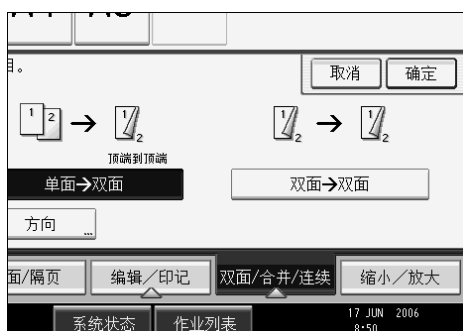 目。
取消 确定
1 2 → 1 2 1 2 → 1 2
顶端到顶端
单面→双面 双面→双面
方向 ...
面/隔页 编辑/印记 双面/合并/连续 缩小/放大
系统状态 作业列表 17 JUN 2006
8:50